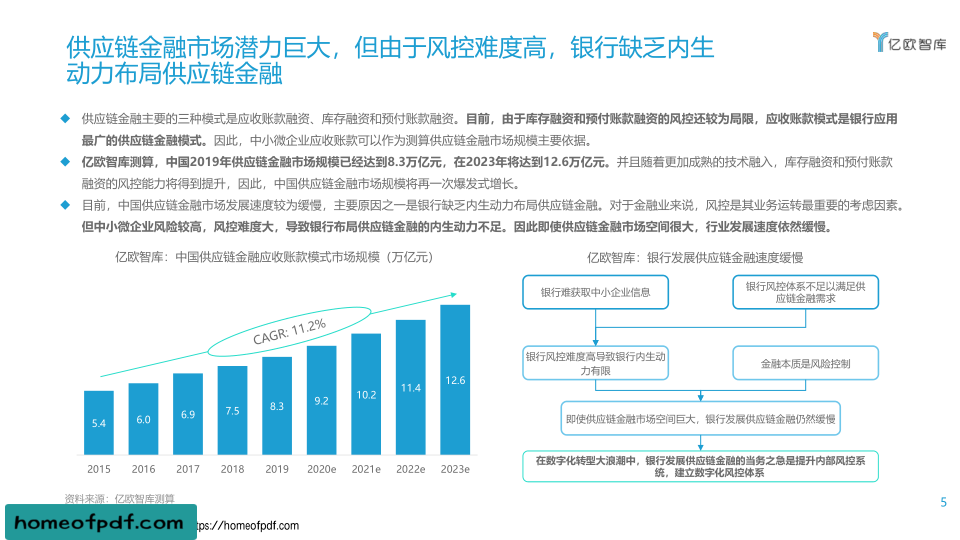 供应链金融市场潜力巨大，但由于风控难度高，银行缺乏内生
动力布局供应链金融
亿欧智库
供应链金融主要的三种模式是应收账款融资、库存融资和预付账款融资。目前，由于库存融资和预付账款融资的风控还较为局限，应收账款模式是银行应用
最广的供应链金融模式。因此，中小微企业应收账款可以作为测算供应链金融市场规模主要依据。
亿欧智库测算，中国2019年供应链金融市场规模已经达到8.3万亿元，在2023年将达到12.6万亿元。并且随着更加成熟的技术融入，库存融资和预付账款
融资的风控能力将得到提升，因此，中国供应链金融市场规模将再一次爆发式增长。
目前，中国供应链金融市场发展速度较为缓慢，主要原因之一是银行缺乏内生动力布局供应链金融。对于金融业来说，风控是其业务运转最重要的考虑因素。
但中小微企业风险较高，风控难度大，导致银行布局供应链金融的内生动力不足。因此即使供应链金融市场空间很大，行业发展速度依然缓慢。
亿欧智库：中国供应链金融应收账款模式市场规模（万亿元）
CAGR: 11.2%
5.4
6.0
6.9
7.5
8.3
9.2
10.2
11.4
12.6
2015 2016 2017 2018 2019 2020e 2021e 2022e 2023e
亿欧智库：银行发展供应链金融速度缓慢
银行难获取中小企业信息
银行风控体系不足以满足供
应链金融需求
银行风控难度高导致银行内生动
力有限
金融本质是风险控制
即使供应链金融市场空间巨大，银行发展供应链金融仍然缓慢
在数字化转型大浪潮中，银行发展供应链金融的当务之急是提升内部风控系
统，建立数字化风控体系
资料来源：亿欧智库测算
5
homeofpdf.com
ttps://homeofpdf.com